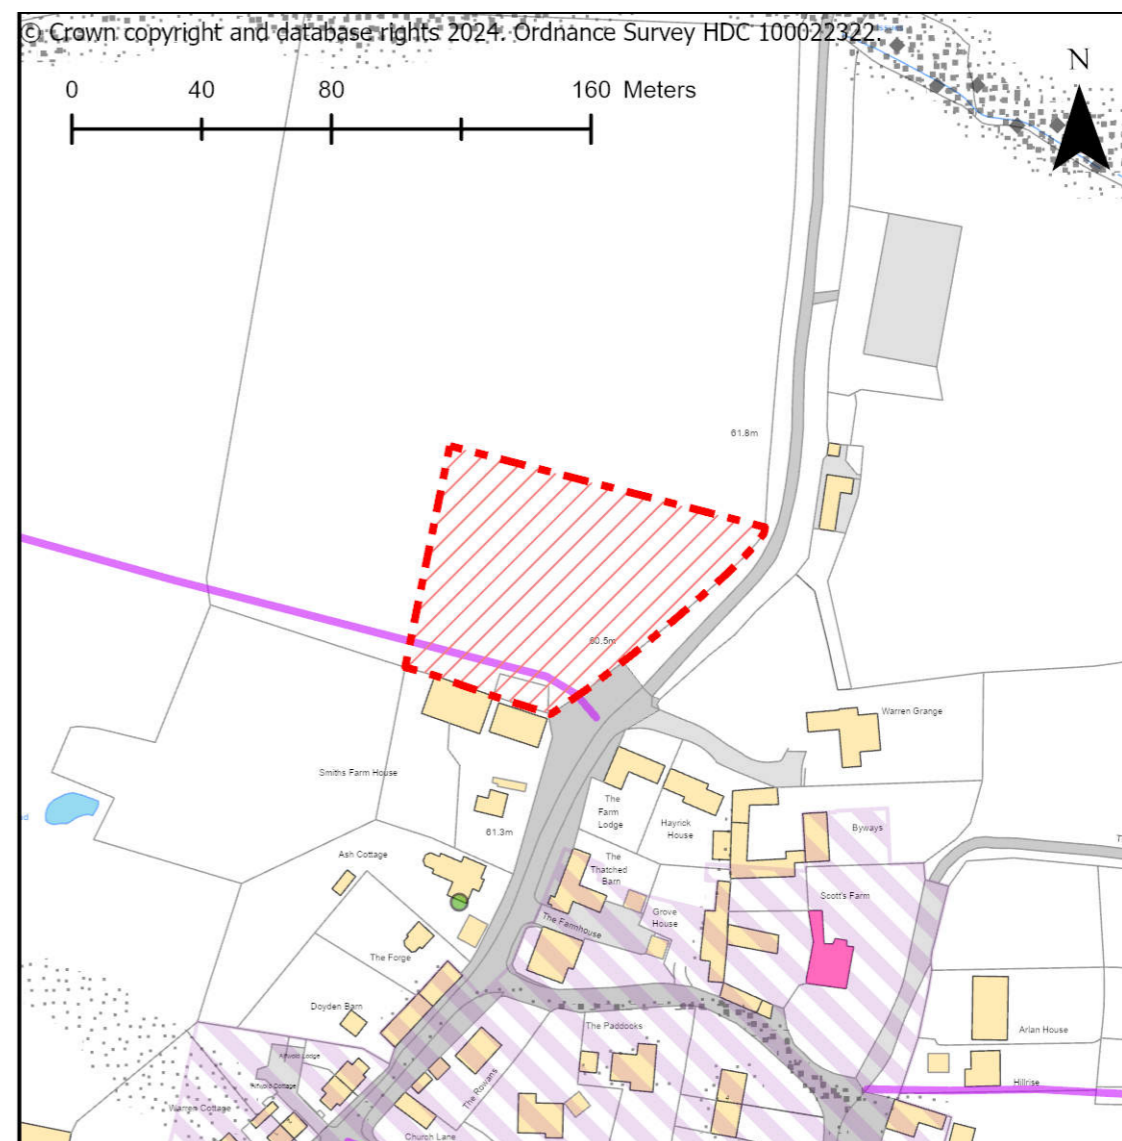 © Crown copyright and database rights 2024. Ordnance Survey HDC 100022322.
N
0 40 80 160 Meters
61.8m
60.5m
Warren Grange
Smiths Farm House
The
Farm
Lodge
Hayrick
House
Byways
61.3m
Ash Cottage
The
Thatched
Barn
Scott's Farm
Grove
House
The Farmhouse
The Forge
Doyden Barn
The Paddocks
Arlan House
Hillrise
The Rowans
Warren Cottage
Church Lane